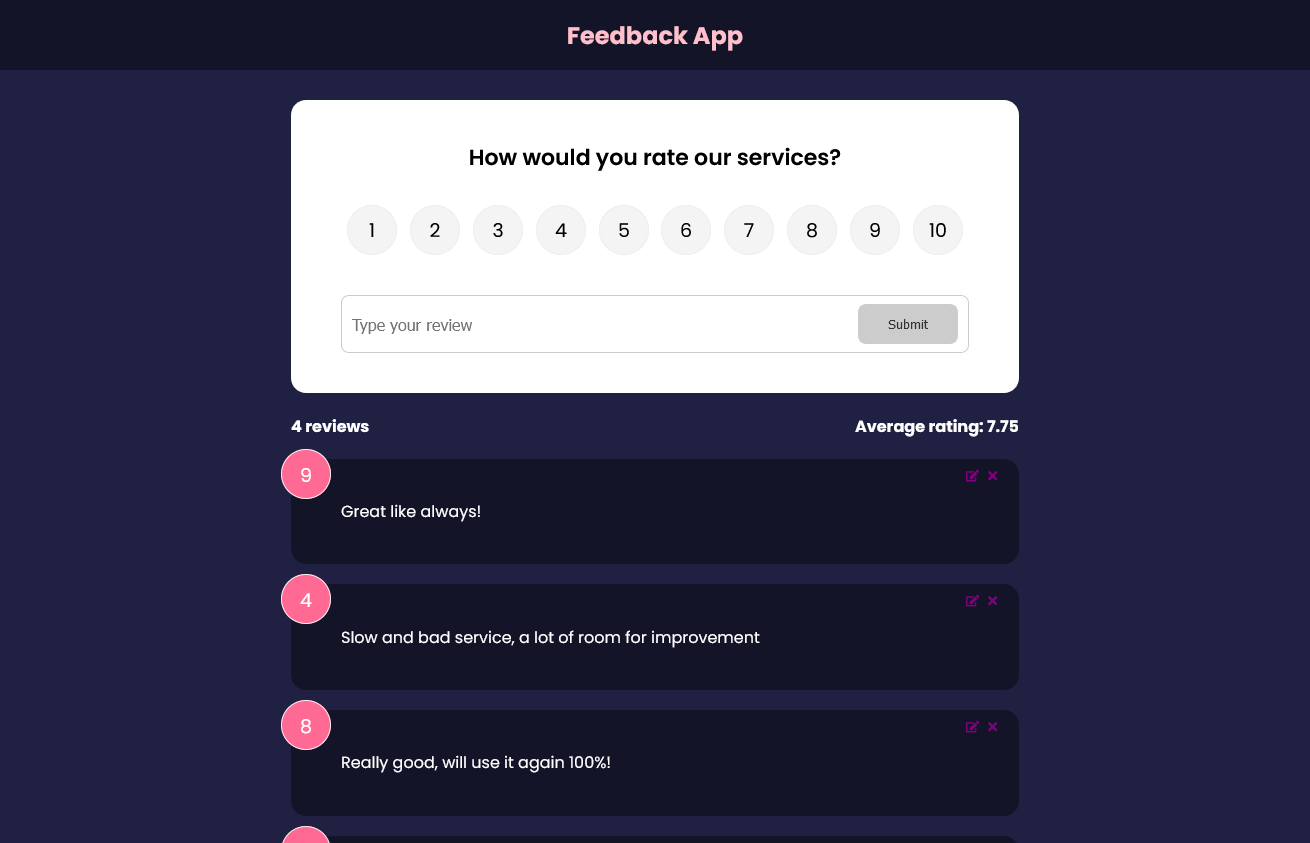 Feedback App
How would you rate our services?
1 2 3 4 5 6 7 8 9 10
Type your review Submit
4 reviews Average rating: 7.75
9
Great like always!
4
Slow and bad service, a lot of room for improvement
8
Really good, will use it again 100%!